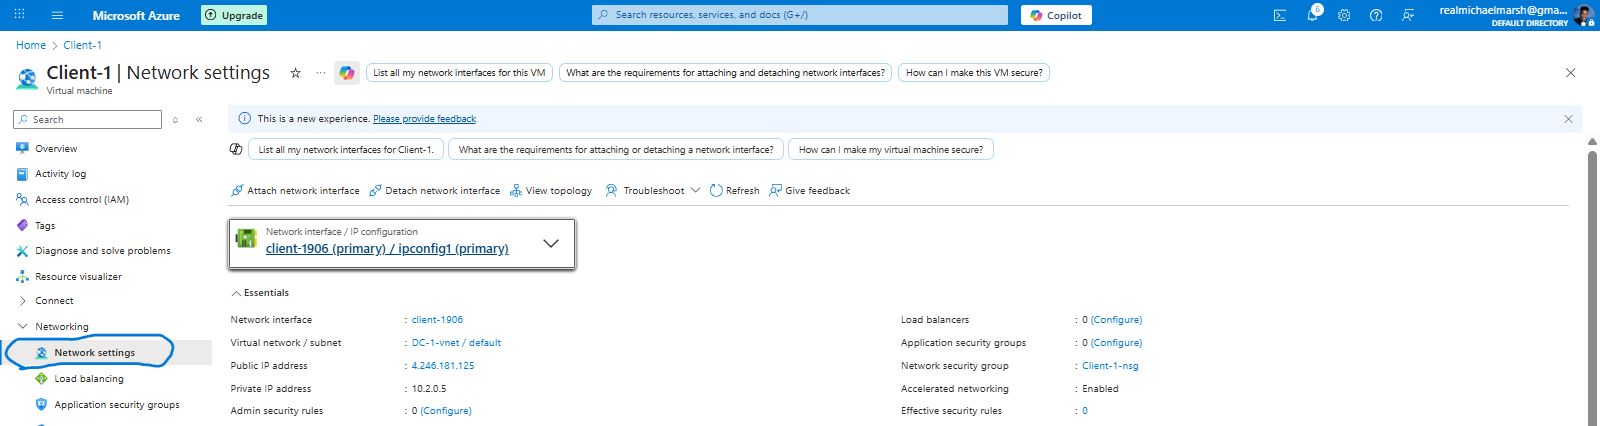 Microsoft Azure
Upgrade
Search resources, services, and docs (G+/)
Copilot
6
realmichaelmarsh@gma...
DEFAULT DIRECTORY
Home > Client-1
Client-1 | Network settings
Virtual machine
List all my network interfaces for this VM
What are the requirements for attaching and detaching network interfaces?
How can I make this VM secure?
Search
Overview
Activity log
Access control (IAM)
Tags
Diagnose and solve problems
Resource visualizer
Connect
Networking
Network settings
Load balancing
Application security groups
This is a new experience. Please provide feedback
List all my network interfaces for Client-1.
What are the requirements for attaching or detaching a network interface?
How can I make my virtual machine secure?
Attach network interface
Detach network interface
View topology
Troubleshoot
Refresh
Give feedback
Network interface / IP configuration
client-1906 (primary) / ipconfig1 (primary)
Essentials
Network interface : client-1906
Virtual network / subnet : DC-1-vnet / default
Public IP address : 4.246.181.125
Private IP address : 10.2.0.5
Admin security rules : 0 (Configure)
Load balancers : 0 (Configure)
Application security groups : 0 (Configure)
Network security group : Client-1-nsg
Accelerated networking : Enabled
Effective security rules : 0